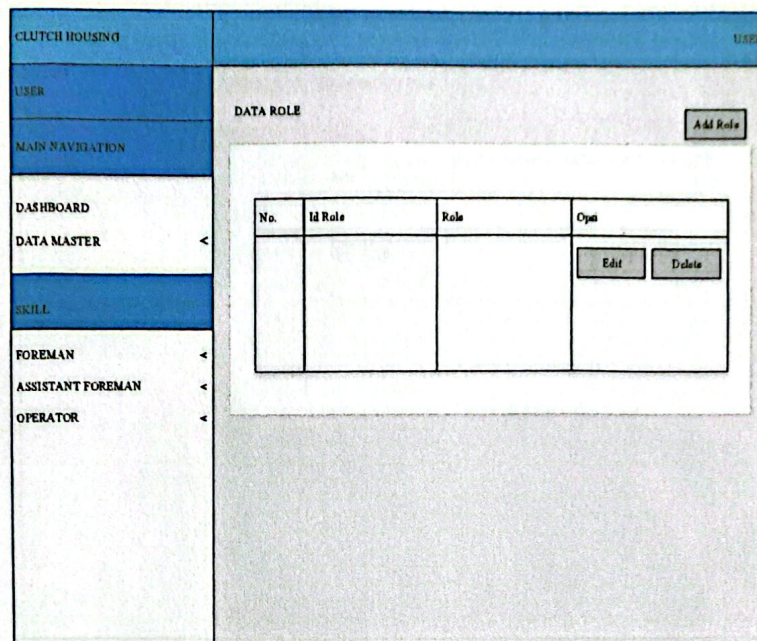 CLUTCH HOUSING
USER
USER
MAIN NAVIGATION
DASHBOARD
DATA MASTER <
SKILL
FOREMAN <
ASSISTANT FOREMAN <
OPERATOR <
DATA ROLE
Add Role
No. Id Role Role Opsi
Edit Delete